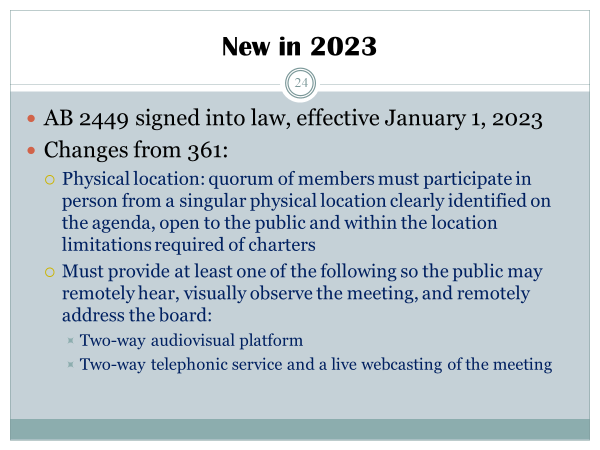 New in 2023
24
AB 2449 signed into law, effective January 1, 2023
Changes from 361:
Physical location: quorum of members must participate in
person from a singular physical location clearly identified on
the agenda, open to the public and within the location
limitations required of charters
Must provide at least one of the following so the public may
remotely hear, visually observe the meeting, and remotely
address the board:
Two-way audiovisual platform
Two-way telephonic service and a live webcasting of the meeting